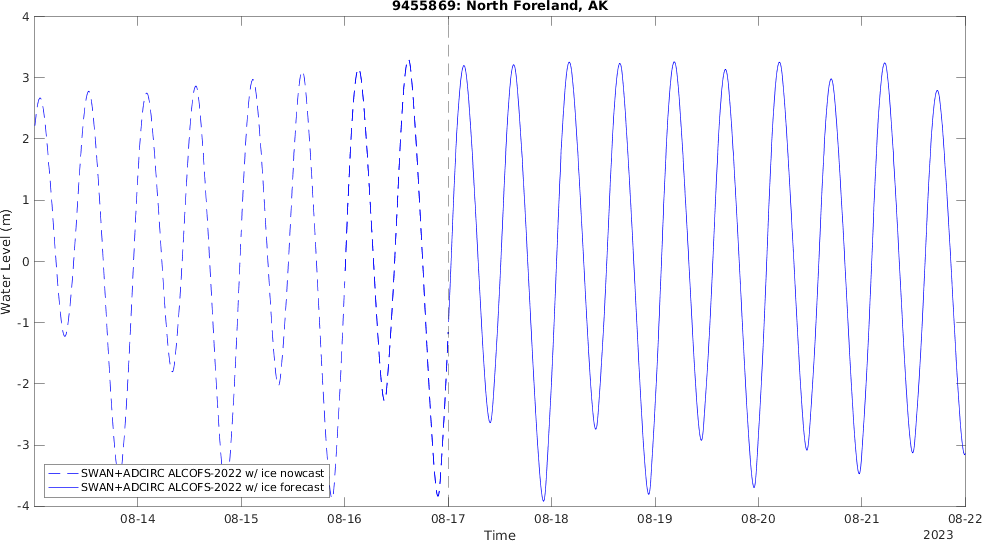 9455869: North Foreland, AK
4
3
2
1
0
-1
-2
-3
-4
Water Level (m)
SWAN+ADCIRC ALCOFS-2022 w/ ice nowcast
SWAN+ADCIRC ALCOFS-2022 w/ ice forecast
08-14 08-15 08-16 08-17 08-18 08-19 08-20 08-21 08-22
Time
2023